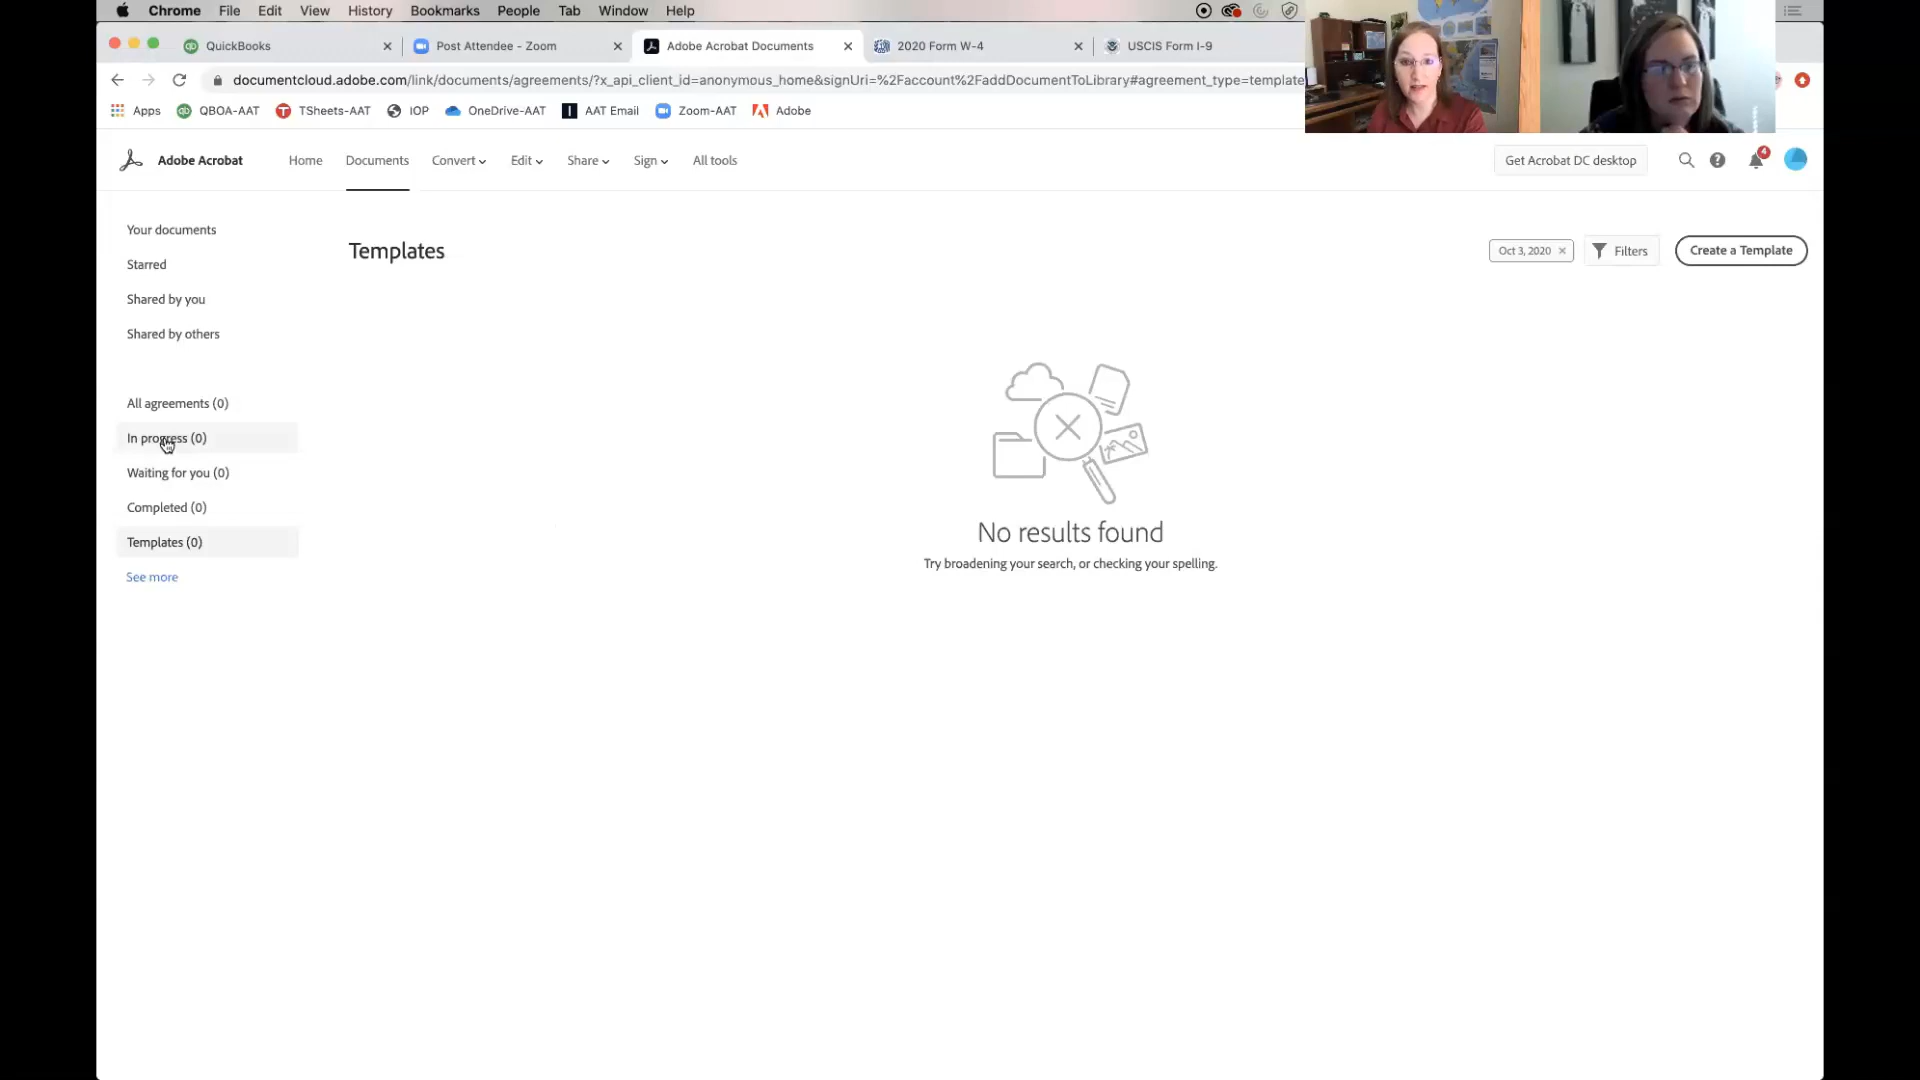 Chrome File Edit View History Bookmarks People Tab Window Help
QuickBooks
Post Attendee - Zoom
Adobe Acrobat Documents
2020 Form W-4
USCIS Form I-9
documentcloud.adobe.com/link/documents/agreements/?x_api_client_id=anonymous_home&signUri=%2Faccount%2FaddDocumentToLibrary#agreement_type=template
Apps QBOA-AAT TSheets-AAT IOP OneDrive-AAT AAT Email Zoom-AAT Adobe
Adobe Acrobat Home Documents Convert Edit Share Sign All tools Get Acrobat DC desktop 4
Your documents
Starred
Shared by you
Shared by others
All agreements (0)
In progress (0)
Waiting for you (0)
Completed (0)
Templates (0)
See more
Templates
Oct 3, 2020
Filters
Create a Template
No results found
Try broadening your search, or checking your spelling.